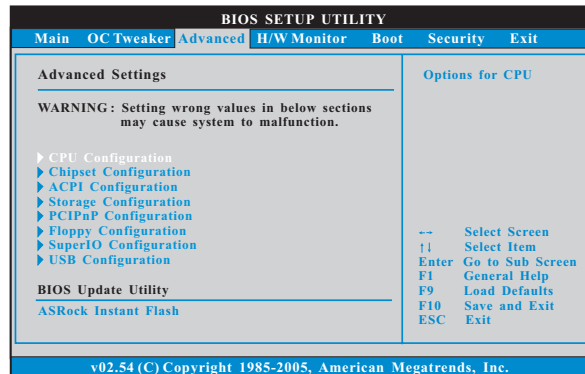 BIOS SETUP UTILITY
Main OC Tweaker Advanced H/W Monitor Boot Security Exit
Advanced Settings
WARNING : Setting wrong values in below sections
may cause system to malfunction.
CPU Configuration
Chipset Configuration
ACPI Configuration
Storage Configuration
PCIPnP Configuration
Floppy Configuration
SuperIO Configuration
USB Configuration
BIOS Update Utility
ASRock Instant Flash
Options for CPU
←→ Select Screen
↑↓ Select Item
Enter Go to Sub Screen
F1 General Help
F9 Load Defaults
F10 Save and Exit
ESC Exit
v02.54 (C) Copyright 1985-2005, American Megatrends, Inc.